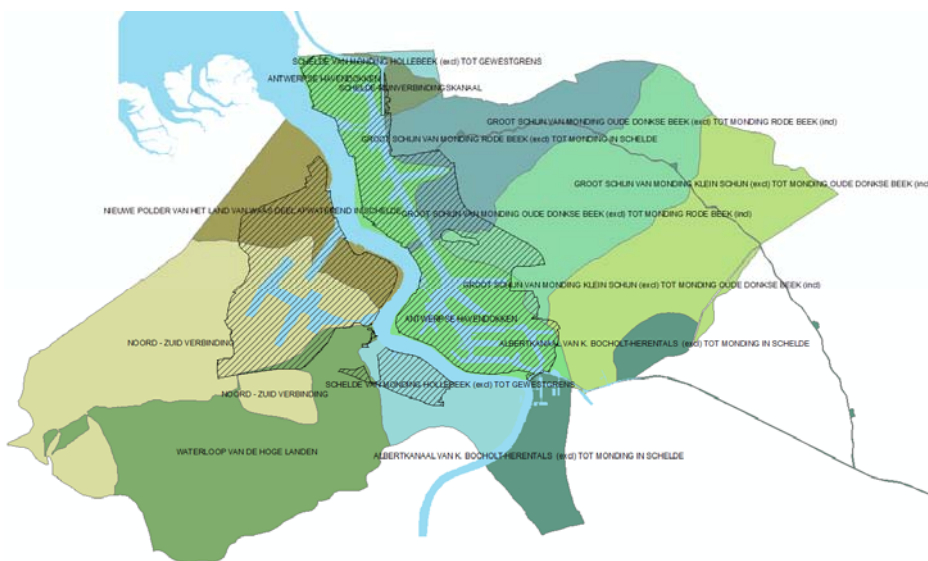 SCHELDE VAN MONDING HOLLEBEEK (excl) TOT GEWESTGRENS
ANTWERPSE HAVENDOKKEN
SCHELDE-RIJNVERBINDINGSKANAAL
GROOT SCHIJN VAN MONDING OUDE DONKSE BEEK (excl) TOT MONDING RODE BEEK (incl)
GROOT SCHIJN VAN MONDING RODE BEEK (excl) TOT MONDING IN SCHELDE
GROOT SCHIJN VAN MONDING KLEIN SCHIJN (excl) TOT MONDING OUDE DONKSE BEEK (incl)
NIEUWE POLDER VAN HET LAND VAN WAAS-DEEL AFWATEREND IN SCHELDE
GROOT SCHIJN VAN MONDING OUDE DONKSE BEEK (excl) TOT MONDING RODE BEEK (incl)
GROOT SCHIJN VAN MONDING KLEIN SCHIJN (excl) TOT MONDING OUDE DONKSE BEEK (incl)
ANTWERPSE HAVENDOKKEN
NOORD - ZUID VERBINDING
ALBERTKANAAL VAN K. BOCHOLT-HERENTALS (excl) TOT MONDING IN SCHELDE
SCHELDE VAN MONDING HOLLEBEEK (excl) TOT GEWESTGRENS
NOORD - ZUID VERBINDING
WATERLOOP VAN DE HOGE LANDEN
ALBERTKANAAL VAN K. BOCHOLT-HERENTALS (excl) TOT MONDING IN SCHELDE